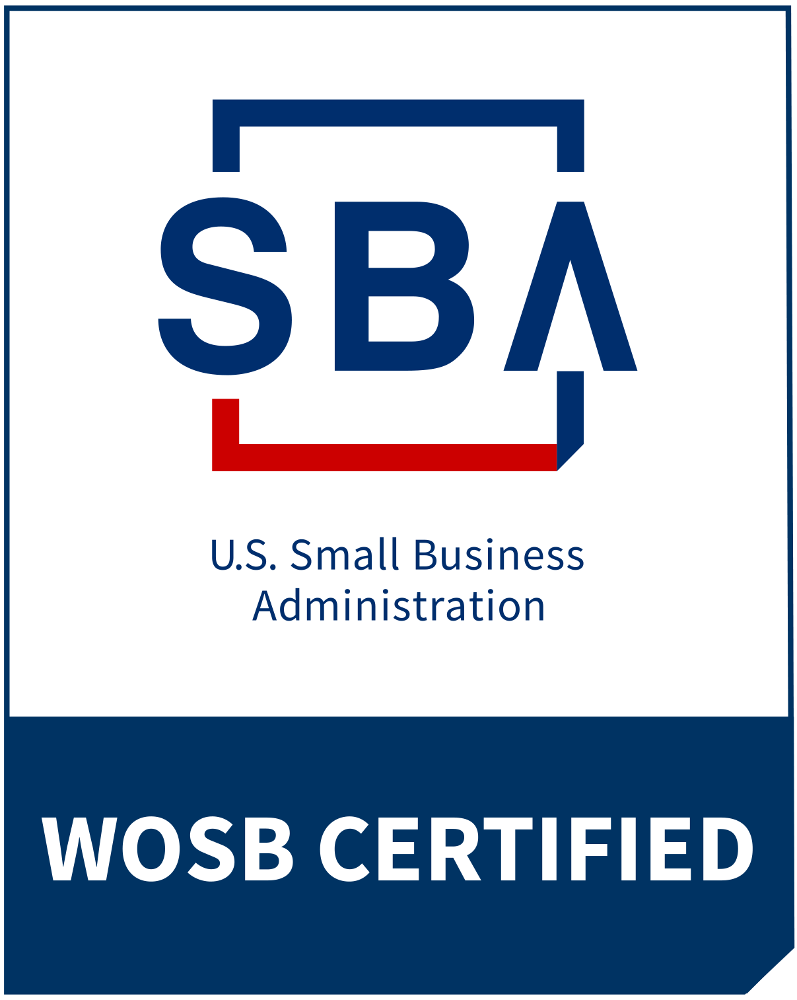 SBA
U.S. Small Business
Administration
WOSB CERTIFIED